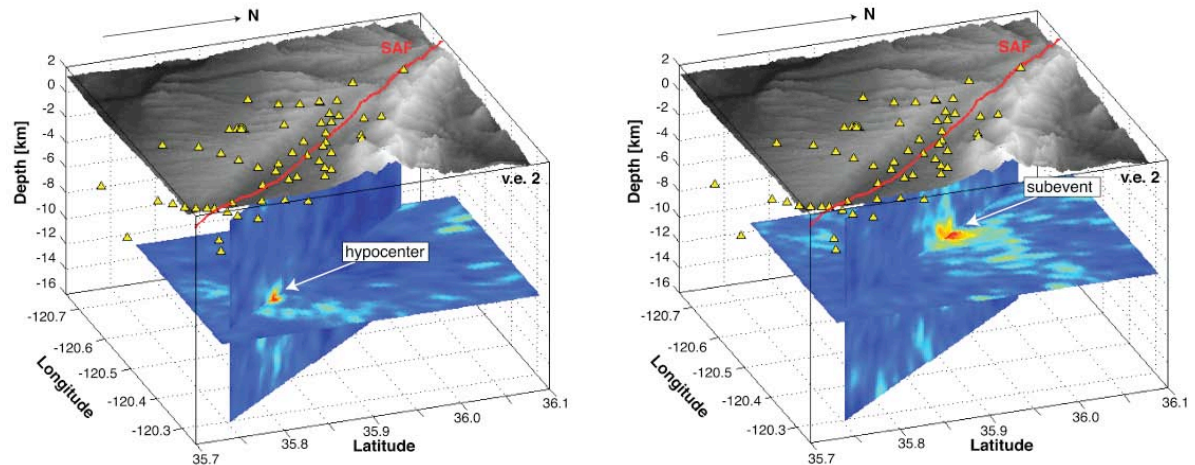 N
SAF
2
0
-2
-4
-6
-8
-10
-12
-14
-16
Depth [km]
v.e. 2
hypocenter
-120.7
-120.6
-120.5
-120.4
-120.3
Longitude
35.7
35.8
35.9
36.0
36.1
Latitude
N
SAF
2
0
-2
-4
-6
-8
-10
-12
-14
-16
Depth [km]
v.e. 2
subevent
-120.7
-120.6
-120.5
-120.4
-120.3
Longitude
35.7
35.8
35.9
36.0
36.1
Latitude